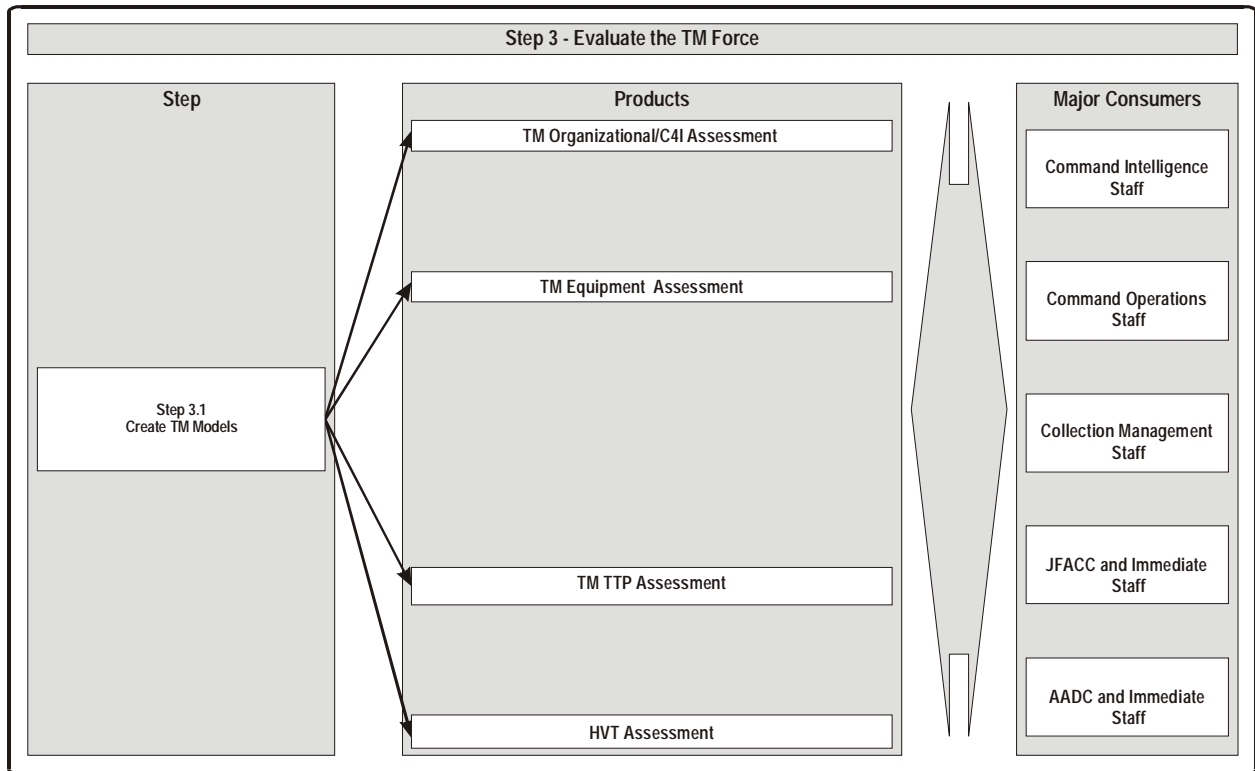 Step 3 - Evaluate the TM Force
Step
Products
Major Consumers
Step 3.1
Create TM Models
TM Organizational/C4I Assessment
TM Equipment Assessment
TM TTP Assessment
HVT Assessment
Command Intelligence
Staff
Command Operations
Staff
Collection Management
Staff
JFACC and Immediate
Staff
AADC and Immediate
Staff